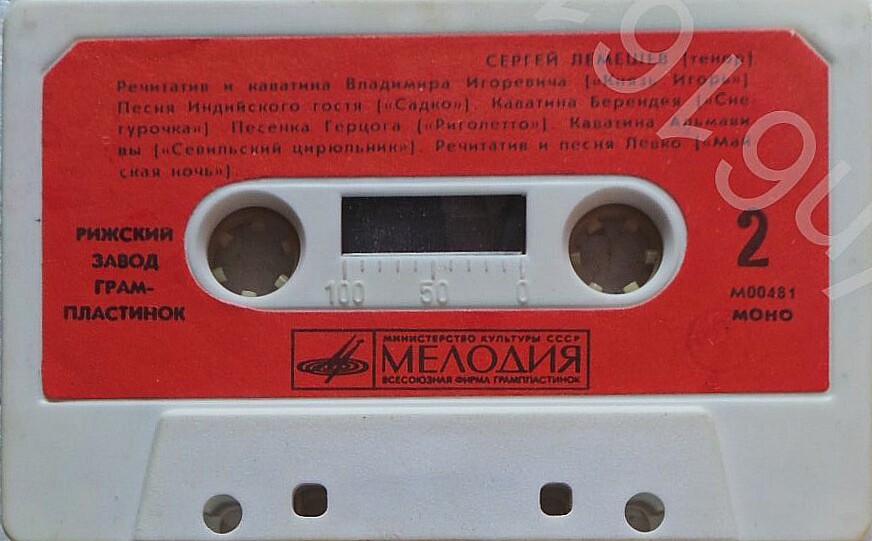 СЕРГЕЙ ЛЕМЕШЕВ (тенор)
Речитатив и каватина Владимира Игоревича («Князь Игорь»)
Песня Индийского гостя («Садко»). Каватина Берендея («Сне
гурочка») Песенка Герцога («Риголетто»). Каватина Альмави
вы («Севильский цирюльник»). Речитатив и песня Левко («Май
ская ночь»)
РИЖСКИЙ
ЗАВОД
ГРАМ-
ПЛАСТИНОК
2
М00481
МОНО
100 50 0
МИНИСТЕРСТВО КУЛЬТУРЫ СССР
МЕЛОДИЯ
ВСЕСОЮЗНАЯ ФИРМА ГРАМПЛАСТИНОК